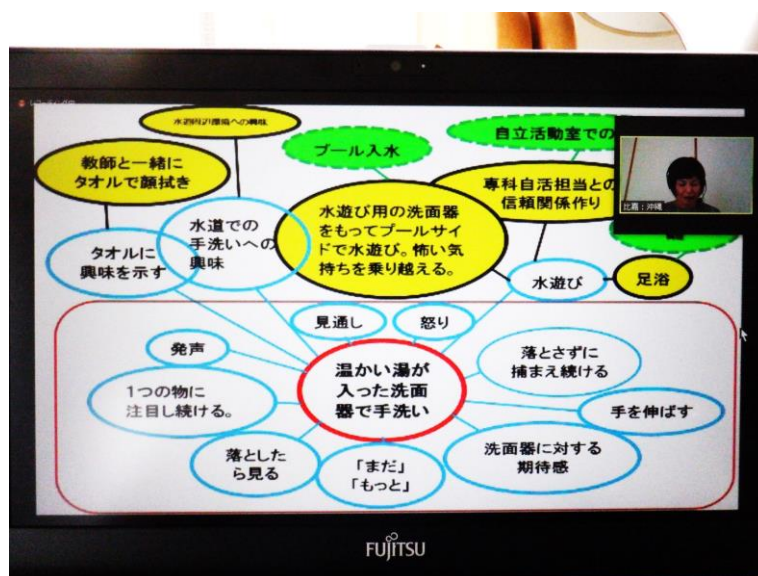 水道周辺環境への興味
自立活動室での
プール入水
教師と一緒に
タオルで顔拭き
専科自活担当との
信頼関係作り
比嘉:沖縄
水遊び用の洗面器
をもってプールサイ
ドで水遊び。怖い気
持ちを乗り越える。
水道での
手洗いへの
興味
タオルに
興味を示す
水遊び
足浴
見通し
怒り
発声
温かい湯が
入った洗面
器で手洗い
落とさずに
捕まえ続ける
1つの物に
注目し続ける。
手を伸ばす
落とした
ら見る
「まだ」
「もっと」
洗面器に対する
期待感
FUJITSU